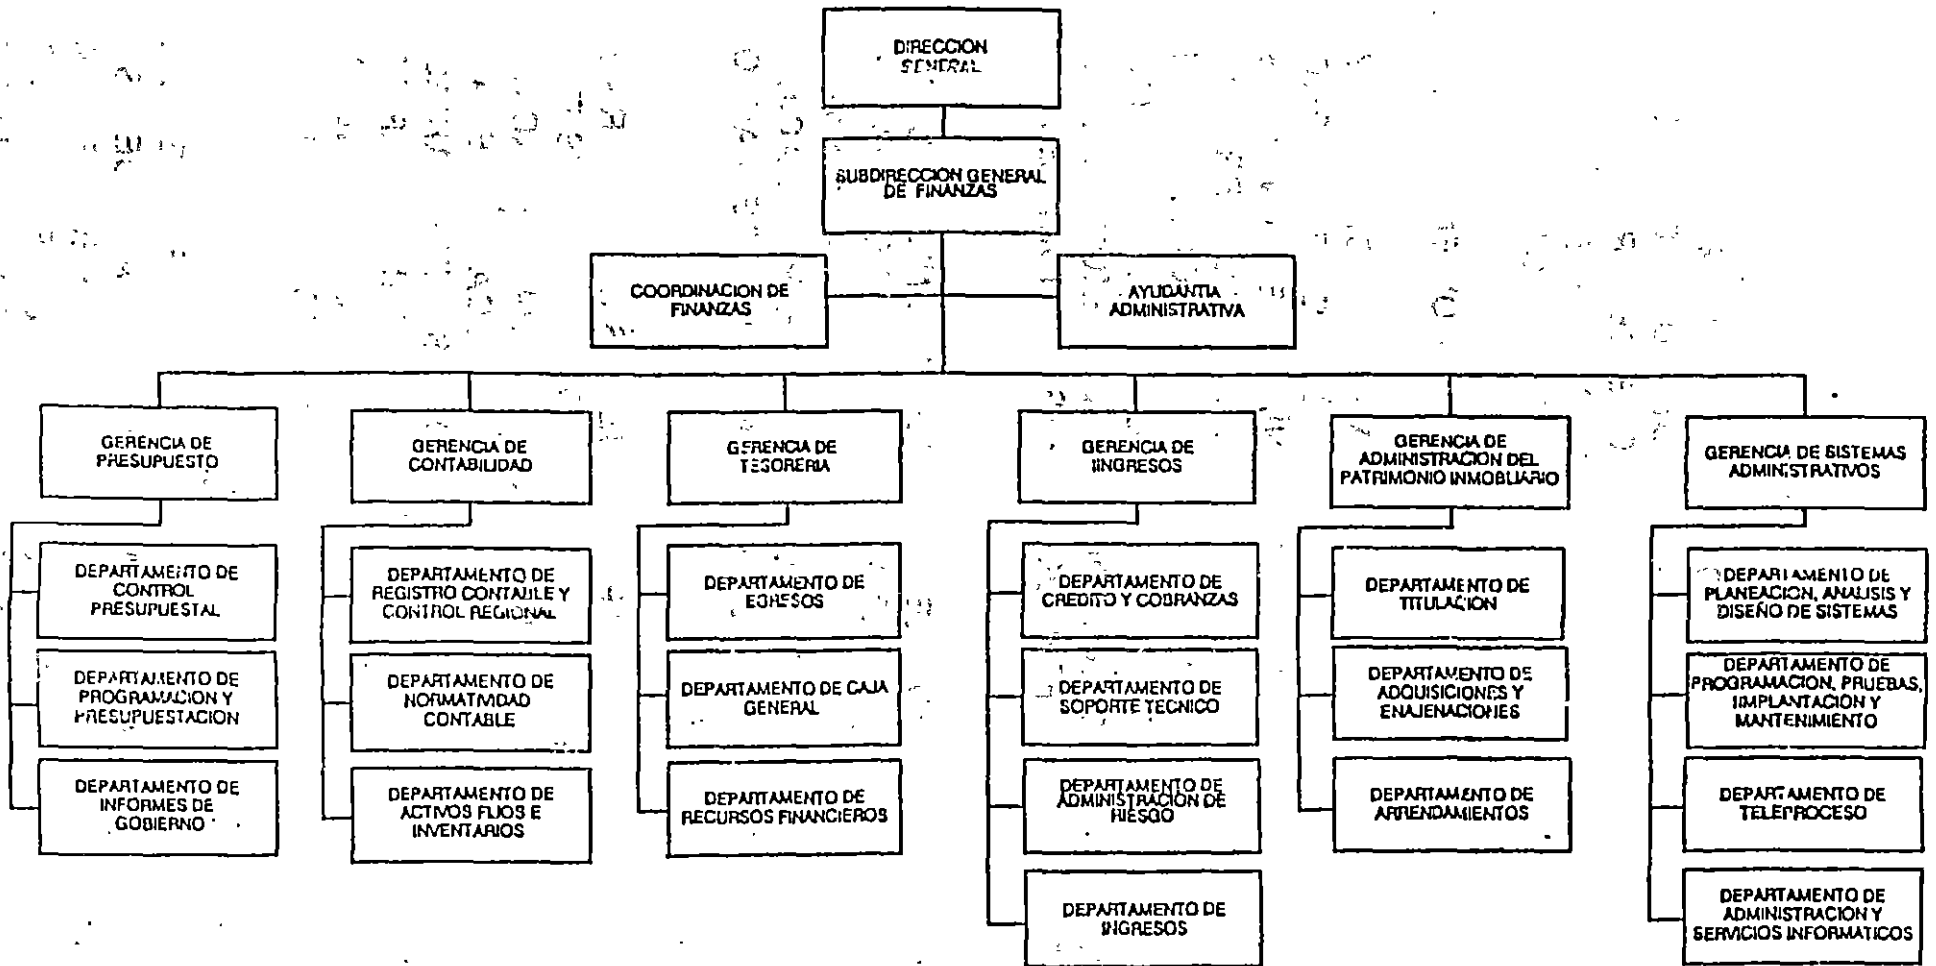 DIRECCION
GENERAL
SUBDIRECCION GENERAL
DE FINANZAS
COORDINACION DE
FINANZAS
AYUDANTIA
ADMINISTRATIVA
GERENCIA DE
PRESUPUESTO
GERENCIA DE
CONTABILIDAD
GERENCIA DE
TESORERIA
GERENCIA DE
INGRESOS
GERENCIA DE
ADMINISTRACION DEL
PATRIMONIO INMOBLIARIO
GERENCIA DE SISTEMAS
ADMINISTRATIVOS
DEPARTAMENTO DE
CONTROL
PRESUPUESTAL
DEPARTAMENTO DE
PROGRAMACION Y
PRESUPUESTACION
DEPARTAMENTO DE
INFORMES DE
GOBIERNO
DEPARTAMENTO DE
REGISTRO CONTABLE Y
CONTROL REGIONAL
DEPARTAMENTO DE
NORMATIVIDAD
CONTABLE
DEPARTAMENTO DE
ACTIVOS FIJOS E
INVENTARIOS
DEPARTAMENTO DE
EGRESOS
DEPARTAMENTO DE CAJA
GENERAL
DEPARTAMENTO DE
RECURSOS FINANCIEROS
DEPARTAMENTO DE
CREDITO Y COBRANZAS
DEPARTAMENTO DE
SOPORTE TECNICO
DEPARTAMENTO DE
ADMINISTRACION DE
RIESGO
DEPARTAMENTO DE
INGRESOS
DEPARTAMENTO DE
TITULACION
DEPARTAMENTO DE
ADQUISICIONES Y
ENAJENACIONES
DEPARTAMENTO DE
ARRENDAMIENTOS
DEPARTAMENTO DE
PLANEACION, ANALISIS Y
DISEÑO DE SISTEMAS
DEPARTAMENTO DE
PROGRAMACION, PRUEBAS,
IMPLANTACION Y
MANTENIMIENTO
DEPARTAMENTO DE
TELEPROCESO
DEPARTAMENTO DE
ADMINISTRACION Y
SERVICIOS INFORMATICOS